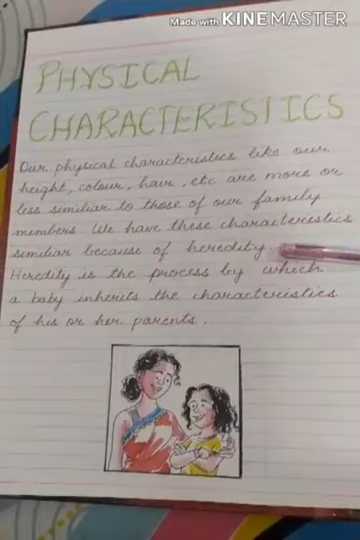 Made with KINEMASTER
PHYSICAL
CHARACTERISTICS
Our physical characteristics like our
height, colour, hair, etc are more or
less similiar to those of our family
members. We have these characteristics
similiar because of heredity.
Heredity is the process by which
a baby inherits the characteristics
of his or her parents.